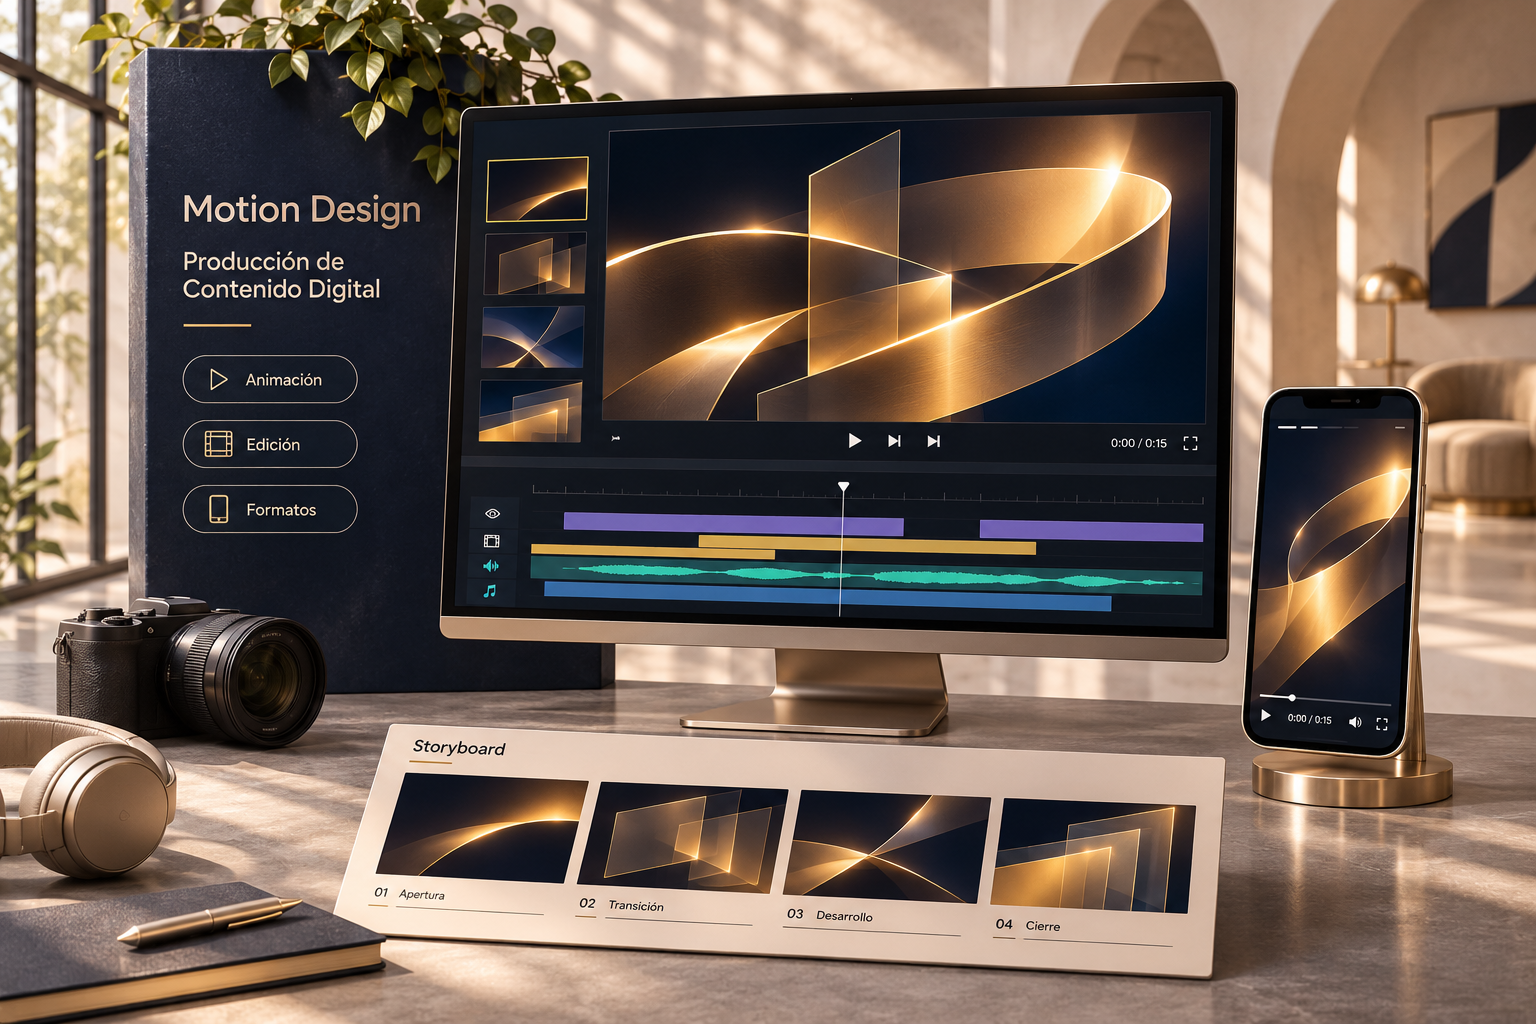 Motion Design
Producción de
Contenido Digital
Animación
Edición
Formatos
0:00 / 0:15
0:00 / 0:15
Storyboard
01 Apertura
02 Transición
03 Desarrollo
04 Cierre